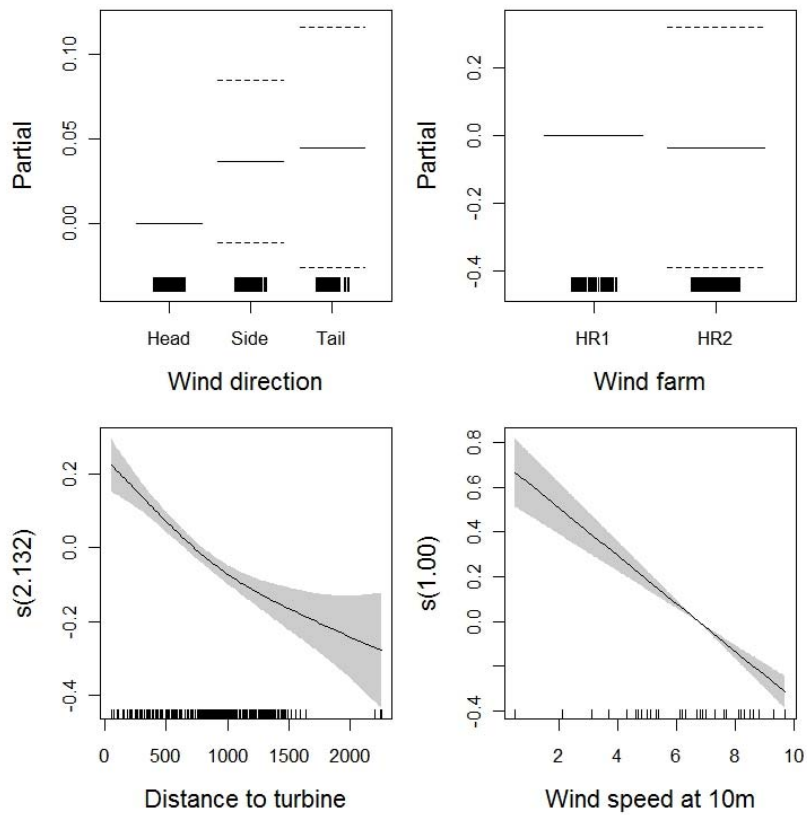 Partial
0.10
0.05
0.00
Head Side Tail
Wind direction
Partial
0.2
0.0
-0.2
-0.4
HR1 HR2
Wind farm
s(2.132)
0.2
0.0
-0.2
-0.4
0 500 1000 1500 2000
Distance to turbine
s(1.00)
0.8
0.6
0.4
0.2
0.0
-0.4
2 4 6 8 10
Wind speed at 10m